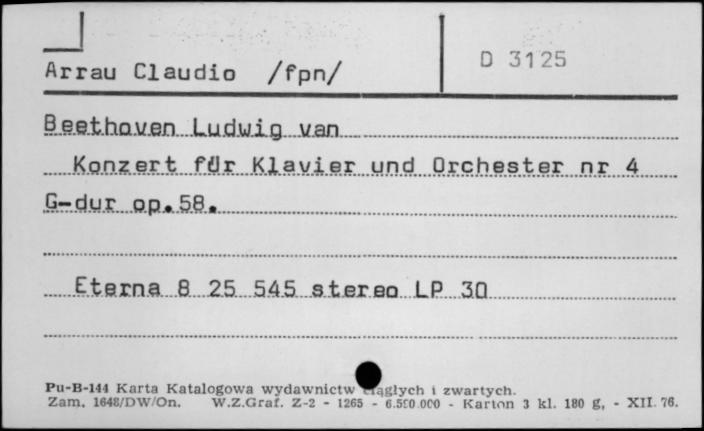 Arrau Claudio /fpn/
D 3125
Beethoven Ludwig van
Konzert für Klavier und Orchester nr 4
G-dur op.58.
Eterna 8 25 545 stereo LP 30
Pu-B-144 Karta Katalogowa wydawnictw ciągłych i zwartych.
Zam. 1648/DW/On. W.Z.Graf. Z-2 - 1265 - 6.550.000 - Karton 3 kl. 180 g, - XII. 76.